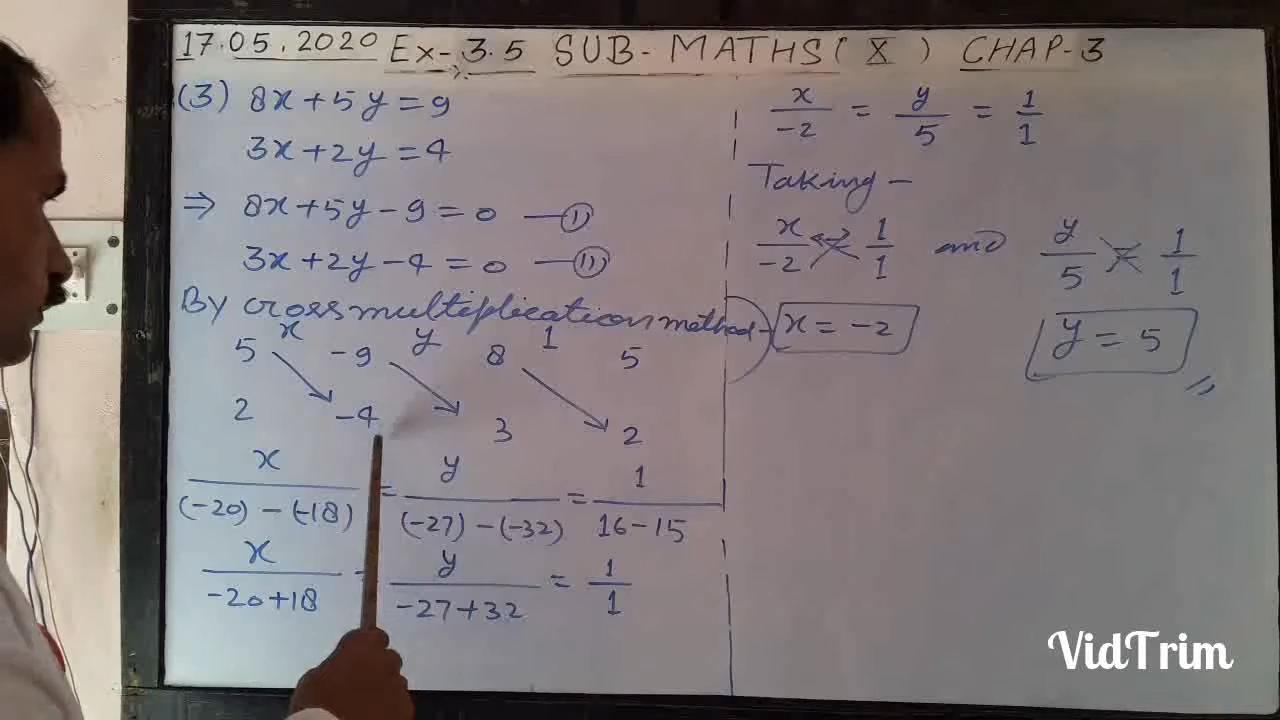 17.05.2020 Ex-3.5 SUB-MATHS(X) CHAP-3
(3) 8x+5y=9
3x+2y=4
⇒ 8x+5y-9=0 —(i)
3x+2y-4=0 —(ii)
By cross multiplication method-
x y 1
5 -9 8 5
2 -4 3 2
x/((-20)-(-18)) = y/((-27)-(-32)) = 1/(16-15)
x/(-20+18) = y/(-27+32) = 1/1
x/-2 = y/5 = 1/1
Taking-
x/-2 = 1/1 and y/5 = 1/1
x=-2 y=5
VidTrim